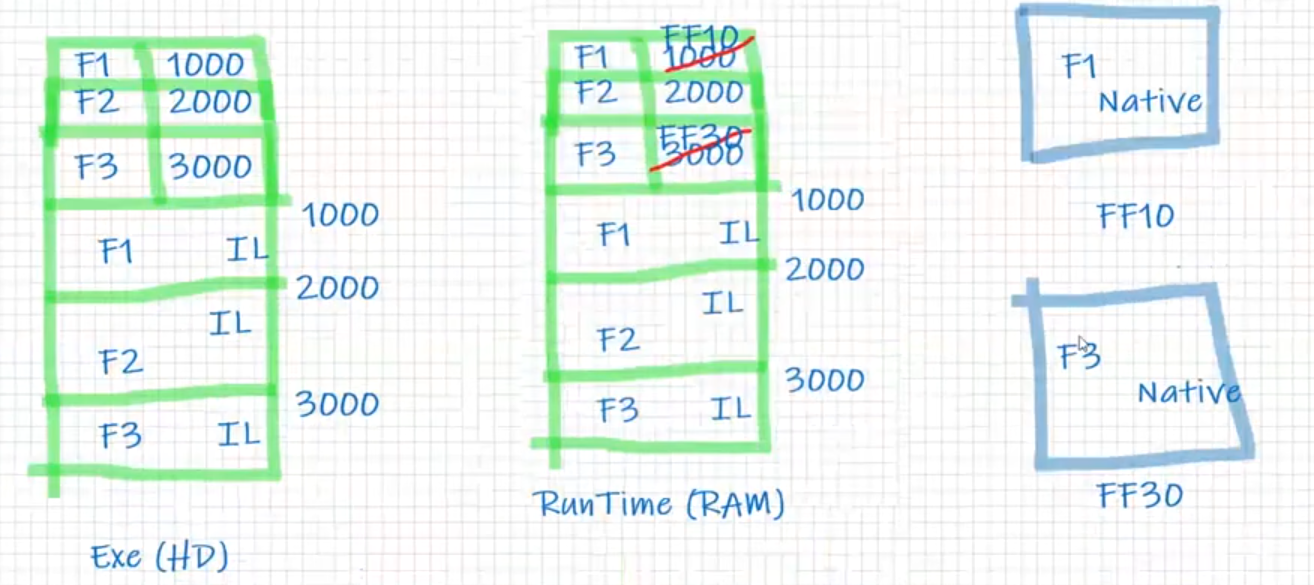 F1 1000
F2 2000
F3 3000
1000
F1 IL
2000
IL
F2
3000
F3 IL
Exe (HD)
FF10
F1 1000
F2 2000
FF30
F3 3000
1000
F1 IL
2000
IL
F2
3000
F3 IL
RunTime (RAM)
F1
Native
FF10
F3
Native
FF30